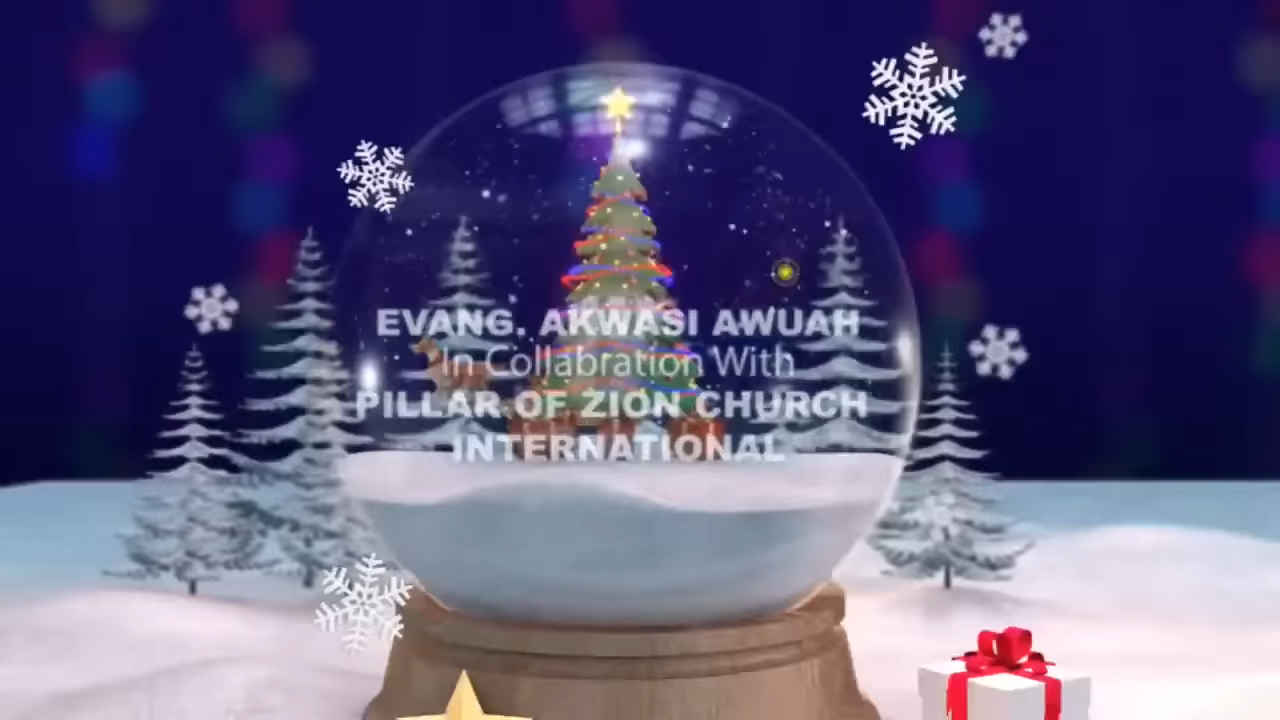 EVANG. AKWASI AWUAH
In Collabration With
PILLAR OF ZION CHURCH
INTERNATIONAL